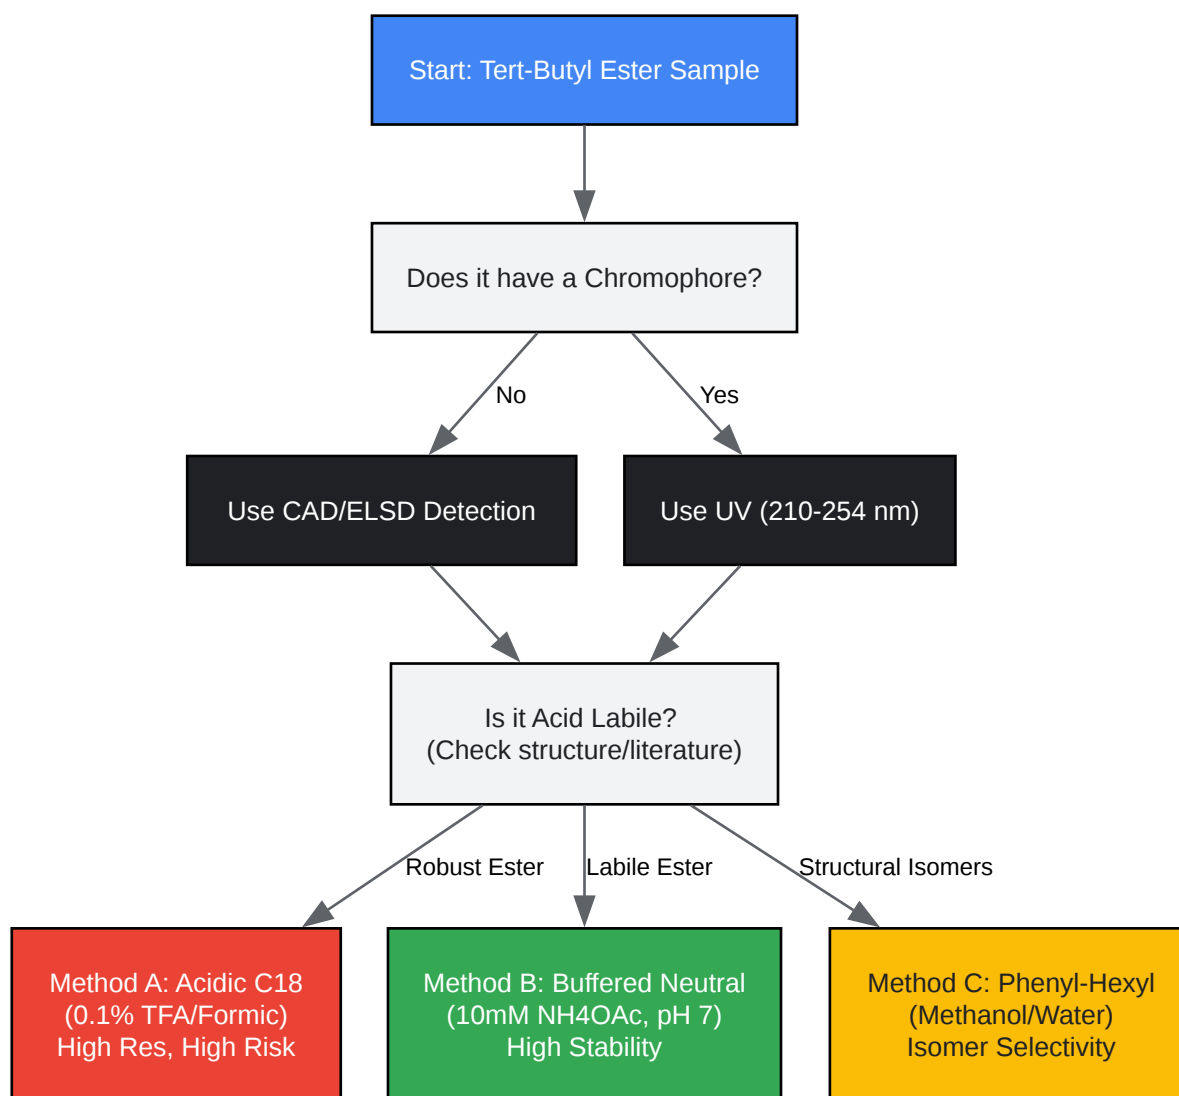 Start: Tert-Butyl Ester Sample
Does it have a Chromophore?
No
Yes
Use CAD/ELSD Detection
Use UV (210-254 nm)
Is it Acid Labile?
(Check structure/literature)
Robust Ester
Labile Ester
Structural Isomers
Method A: Acidic C18
(0.1% TFA/Formic)
High Res, High Risk
Method B: Buffered Neutral
(10mM NH4OAc, pH 7)
High Stability
Method C: Phenyl-Hexyl
(Methanol/Water)
Isomer Selectivity